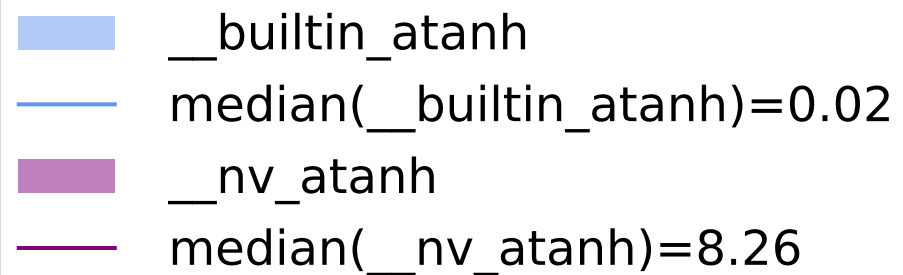 __builtin_atanh
median(__builtin_atanh)=0.02
__nv_atanh
median(__nv_atanh)=8.26